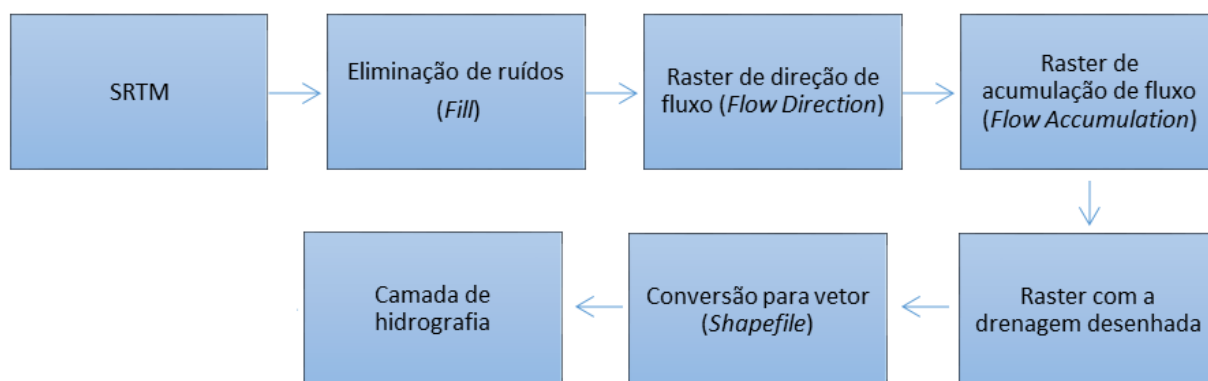 SRTM
Eliminação de ruídos
(Fill)
Raster de direção de
fluxo (Flow Direction)
Raster de
acumulação de fluxo
(Flow Accumulation)
Raster com a
drenagem desenhada
Conversão para vetor
(Shapefile)
Camada de
hidrografia